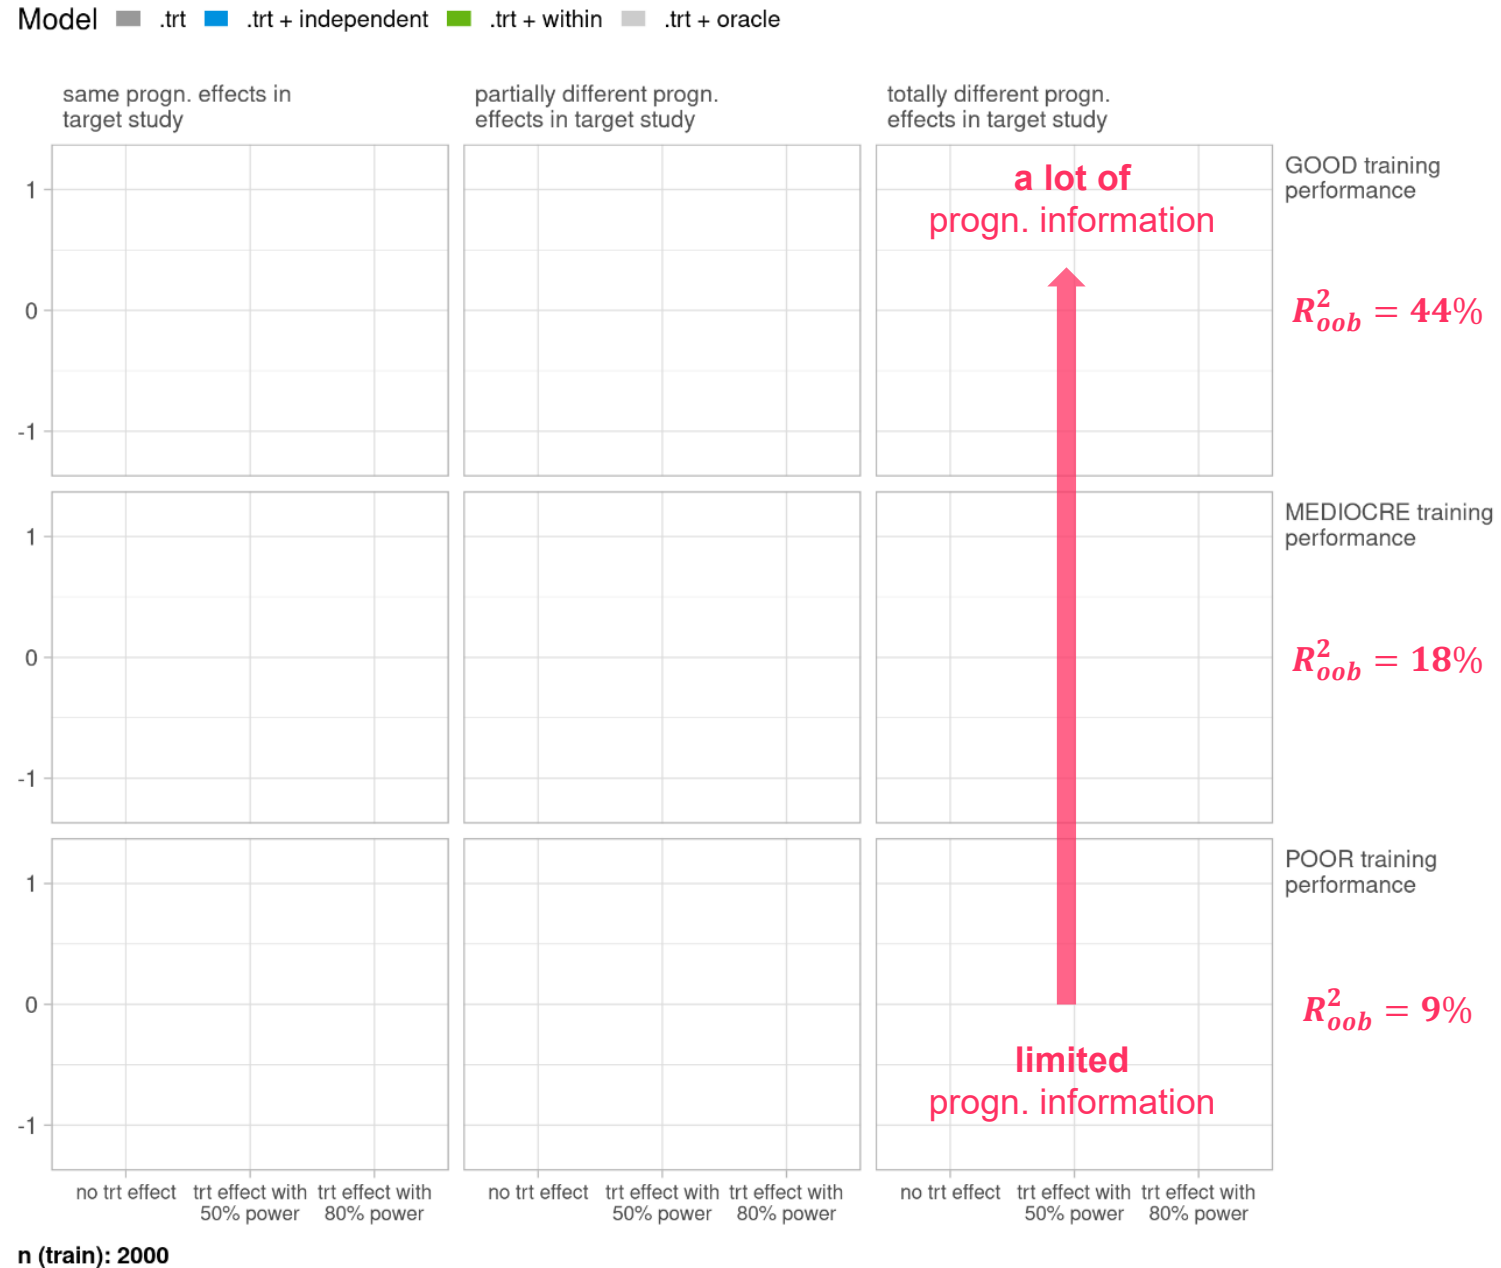 Model .trt .trt + independent .trt + within .trt + oracle
same progn. effects in
target study
partially different progn.
effects in target study
totally different progn.
effects in target study
1
0
-1
a lot of
progn. information
GOOD training
performance
R²oob = 44%
1
0
-1
MEDIOCRE training
performance
R²oob = 18%
1
0
-1
limited
progn. information
POOR training
performance
R²oob = 9%
no trt effect
trt effect with
50% power
trt effect with
80% power
no trt effect
trt effect with
50% power
trt effect with
80% power
no trt effect
trt effect with
50% power
trt effect with
80% power
n (train): 2000